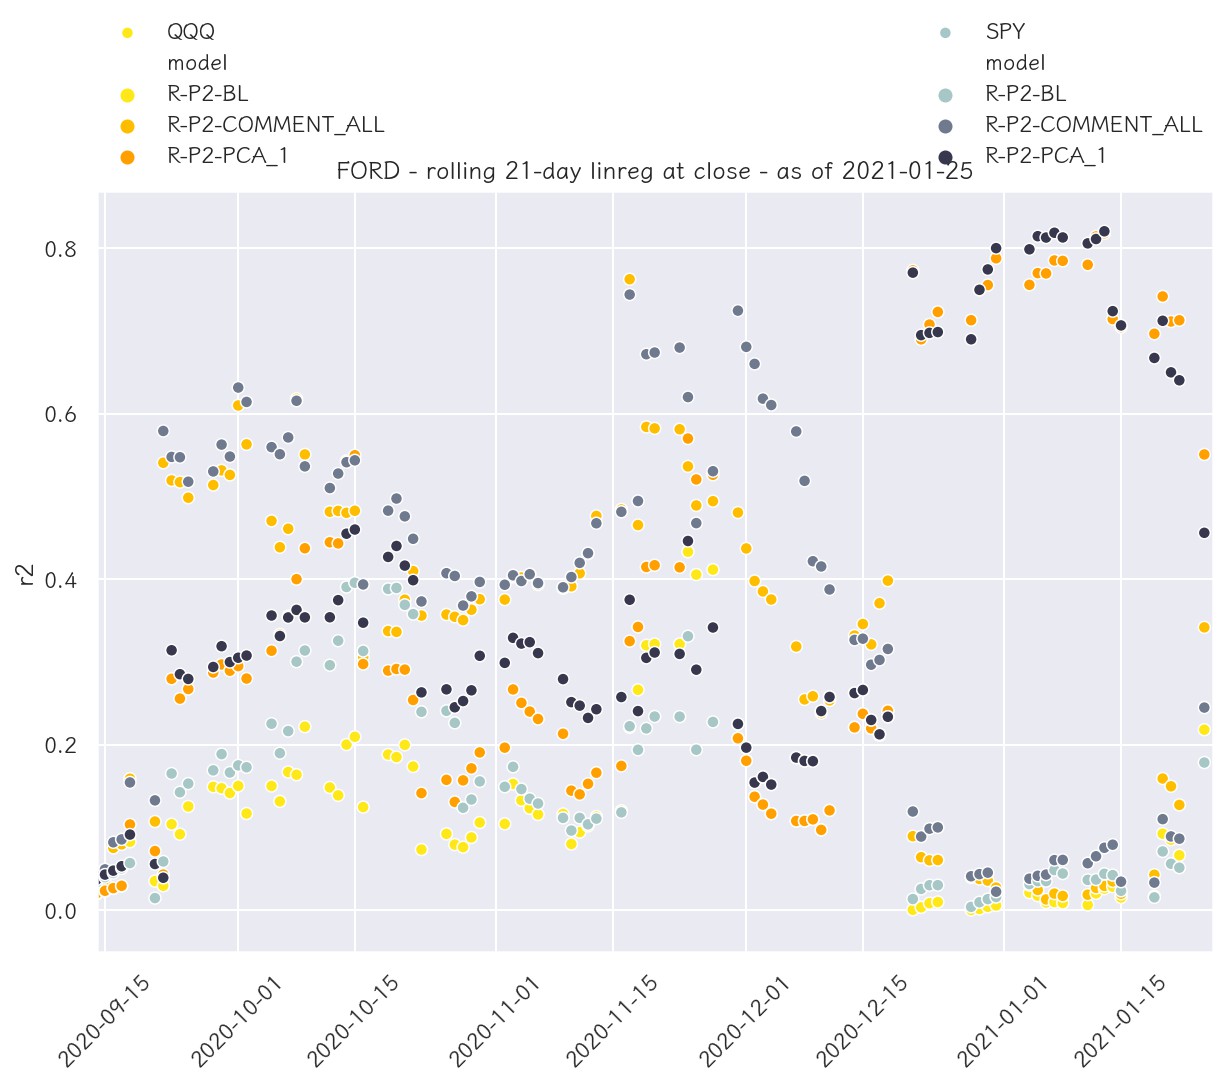 QQQ
model
R-P2-BL
R-P2-COMMENT_ALL
R-P2-PCA_1
SPY
model
R-P2-BL
R-P2-COMMENT_ALL
R-P2-PCA_1
FORD - rolling 21-day linreg at close - as of 2021-01-25
0.8
0.6
0.4
0.2
0.0
r2
2020-09-15
2020-10-01
2020-10-15
2020-11-01
2020-11-15
2020-12-01
2020-12-15
2021-01-01
2021-01-15